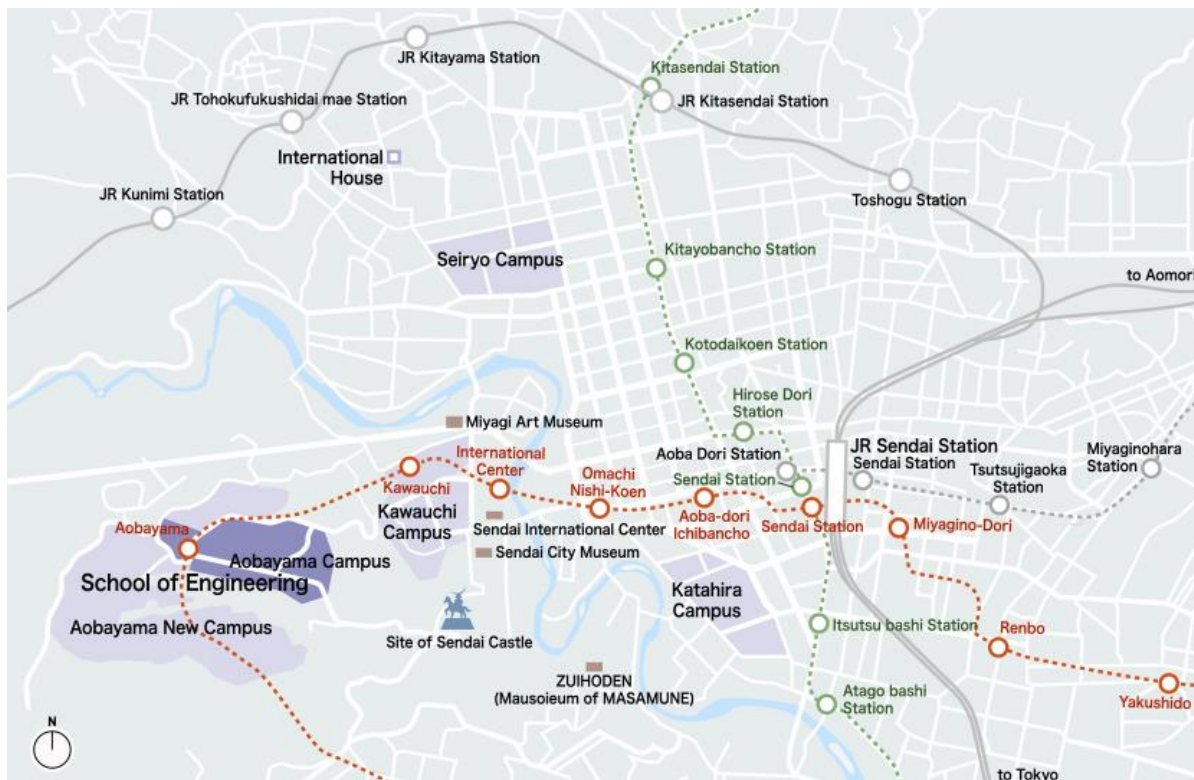 JR Kitayama Station
Kitasendai Station
JR Tohokufukushidai mae Station
JR Kitasendai Station
International
House
JR Kunimi Station
Toshogu Station
Seiryo Campus
Kitayobancho Station
to Aomori
Kotodaikoen Station
Hirose Dori
Station
Miyagi Art Museum
JR Sendai Station
Aoba Dori Station
Sendai Station
Miyaginohara
Station
International
Center
Omachi
Nishi-Koen
Sendai Station
Tsutsujigaoka
Station
Kawauchi
Kawauchi
Campus
Sendai International Center
Aoba-dori
Ichibancho
Sendai Station
Miyagino-Dori
Aobayama
Sendai City Museum
Aobayama Campus
School of Engineering
Katahira
Campus
Aobayama New Campus
Itsutsu bashi Station
Renbo
Site of Sendai Castle
ZUIHODEN
(Mausoieum of MASAMUNE)
Atago bashi
Station
Yakushido
N
to Tokyo